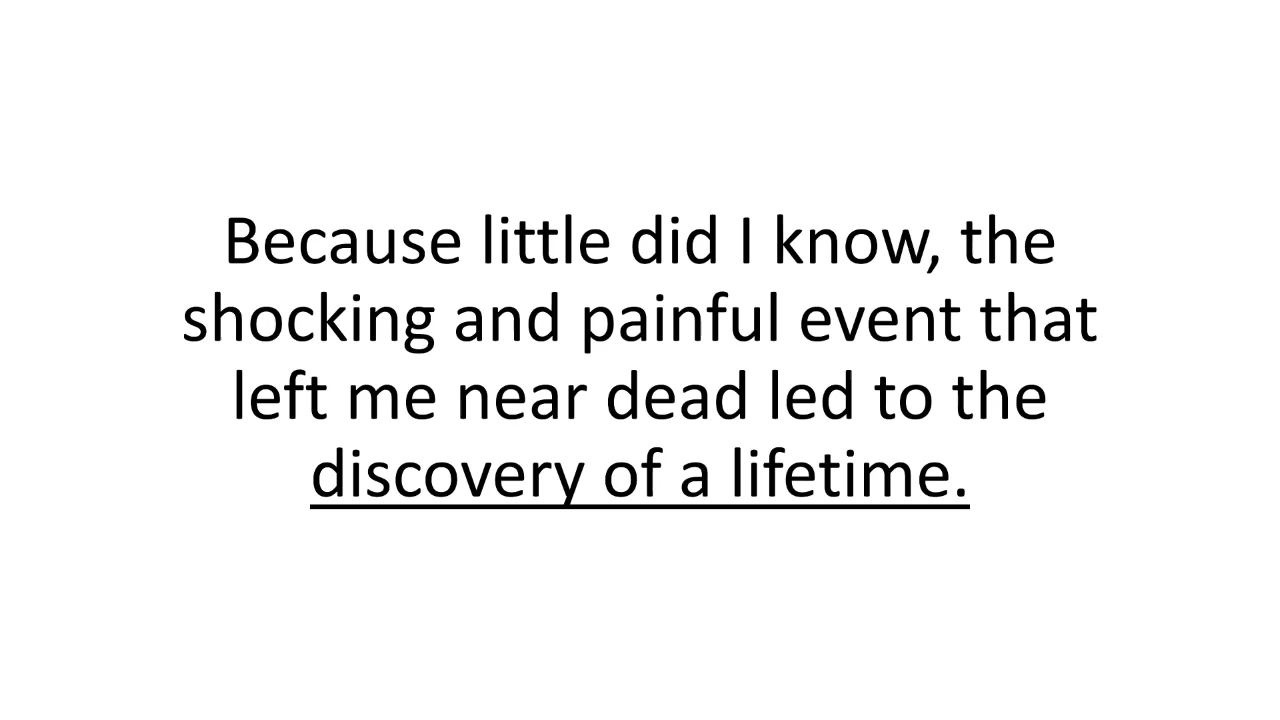 Because little did I know, the
shocking and painful event that
left me near dead led to the
discovery of a lifetime.